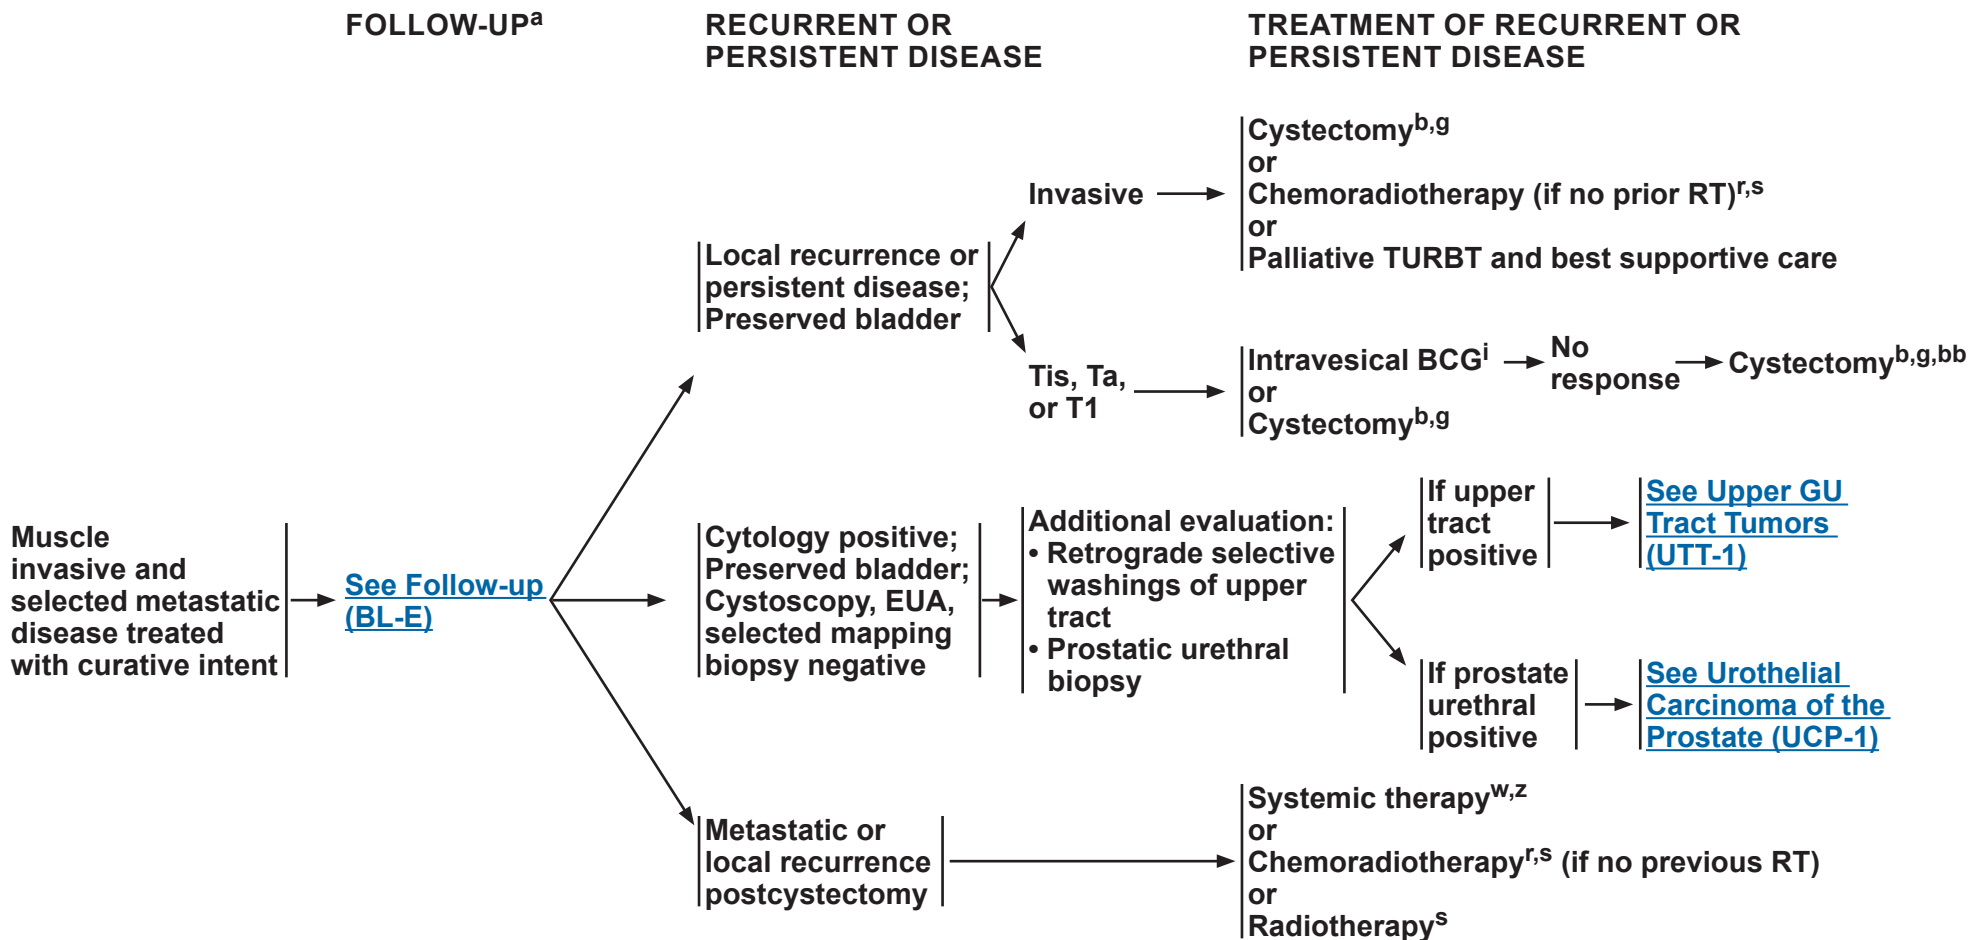 FOLLOW-UPa
RECURRENT OR
PERSISTENT DISEASE
TREATMENT OF RECURRENT OR
PERSISTENT DISEASE
Muscle
invasive and
selected metastatic
disease treated
with curative intent
See Follow-up
(BL-E)
Local recurrence or
persistent disease;
Preserved bladder
Invasive
Cystectomyb,g
or
Chemoradiotherapy (if no prior RT)r,s
or
Palliative TURBT and best supportive care
Tis, Ta,
or T1
Intravesical BCGi
or
Cystectomyb,g
No
response
Cystectomyb,g,bb
Cytology positive;
Preserved bladder;
Cystoscopy, EUA,
selected mapping
biopsy negative
Additional evaluation:
• Retrograde selective
washings of upper
tract
• Prostatic urethral
biopsy
If upper
tract
positive
See Upper GU
Tract Tumors
(UTT-1)
If prostate
urethral
positive
See Urothelial
Carcinoma of the
Prostate (UCP-1)
Metastatic or
local recurrence
postcystectomy
Systemic therapyw,z
or
Chemoradiotherapyr,s (if no previous RT)
or
Radiotherapys